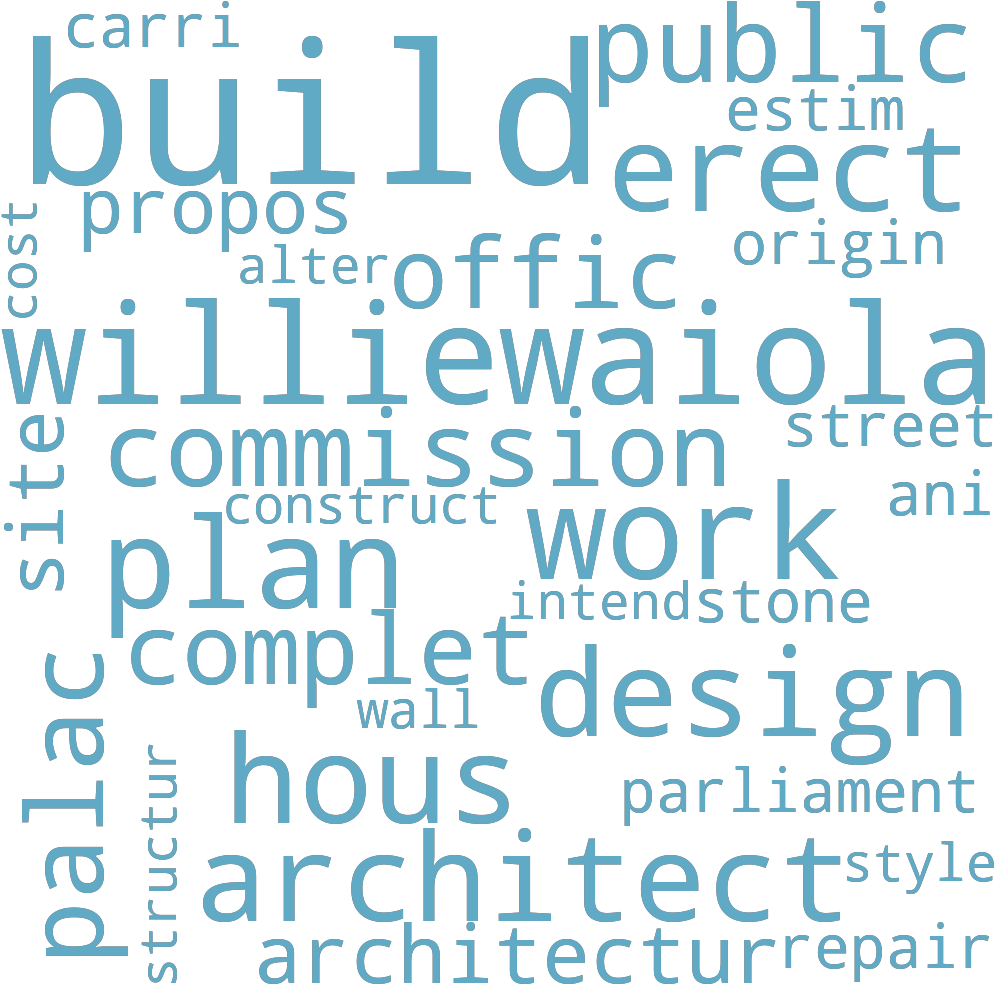 carri
build
public
estim
erect
propos
cost
alter
offic
origin
williewaiola
commission
street
site
construct
work
ani
plan
intend
stone
complet
design
wall
palac
hous
structur
parliament
architect
style
architectur
repair